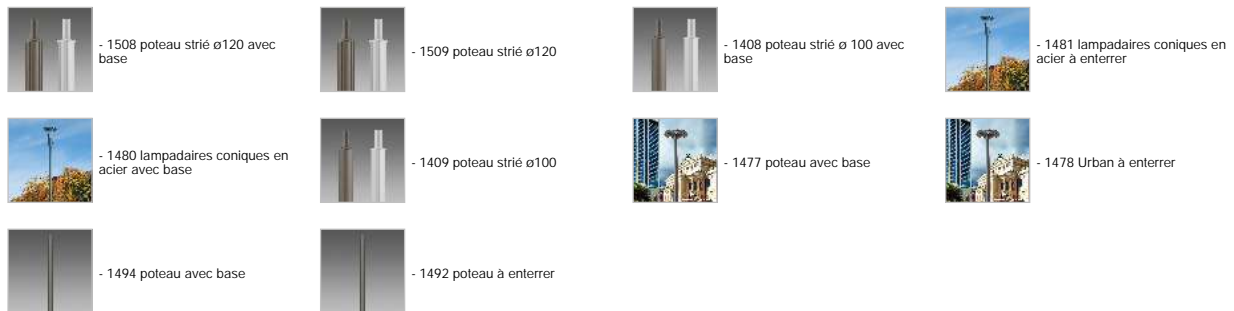 - 1508 poteau strié ø120 avec
base
- 1509 poteau strié ø120
- 1408 poteau strié ø 100 avec
base
- 1481 lampadaires coniques en
acier à enterrer
- 1480 lampadaires coniques en
acier avec base
- 1409 poteau strié ø100
- 1477 poteau avec base
- 1478 Urban à enterrer
- 1494 poteau avec base
- 1492 poteau à enterrer